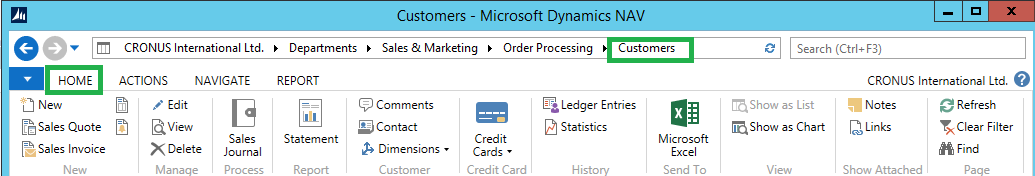 Customers - Microsoft Dynamics NAV
CRONUS International Ltd. Departments Sales & Marketing Order Processing Customers Search (Ctrl+F3)
HOME ACTIONS NAVIGATE REPORT CRONUS International Ltd.
New Edit Comments Ledger Entries Show as List Notes Refresh
Sales Quote View Sales Journal Statement Contact Credit Cards Statistics Microsoft Excel Show as Chart Links Clear Filter
Sales Invoice Delete Dimensions Find
New Manage Process Report Customer Credit Card History Send To View Show Attached Page